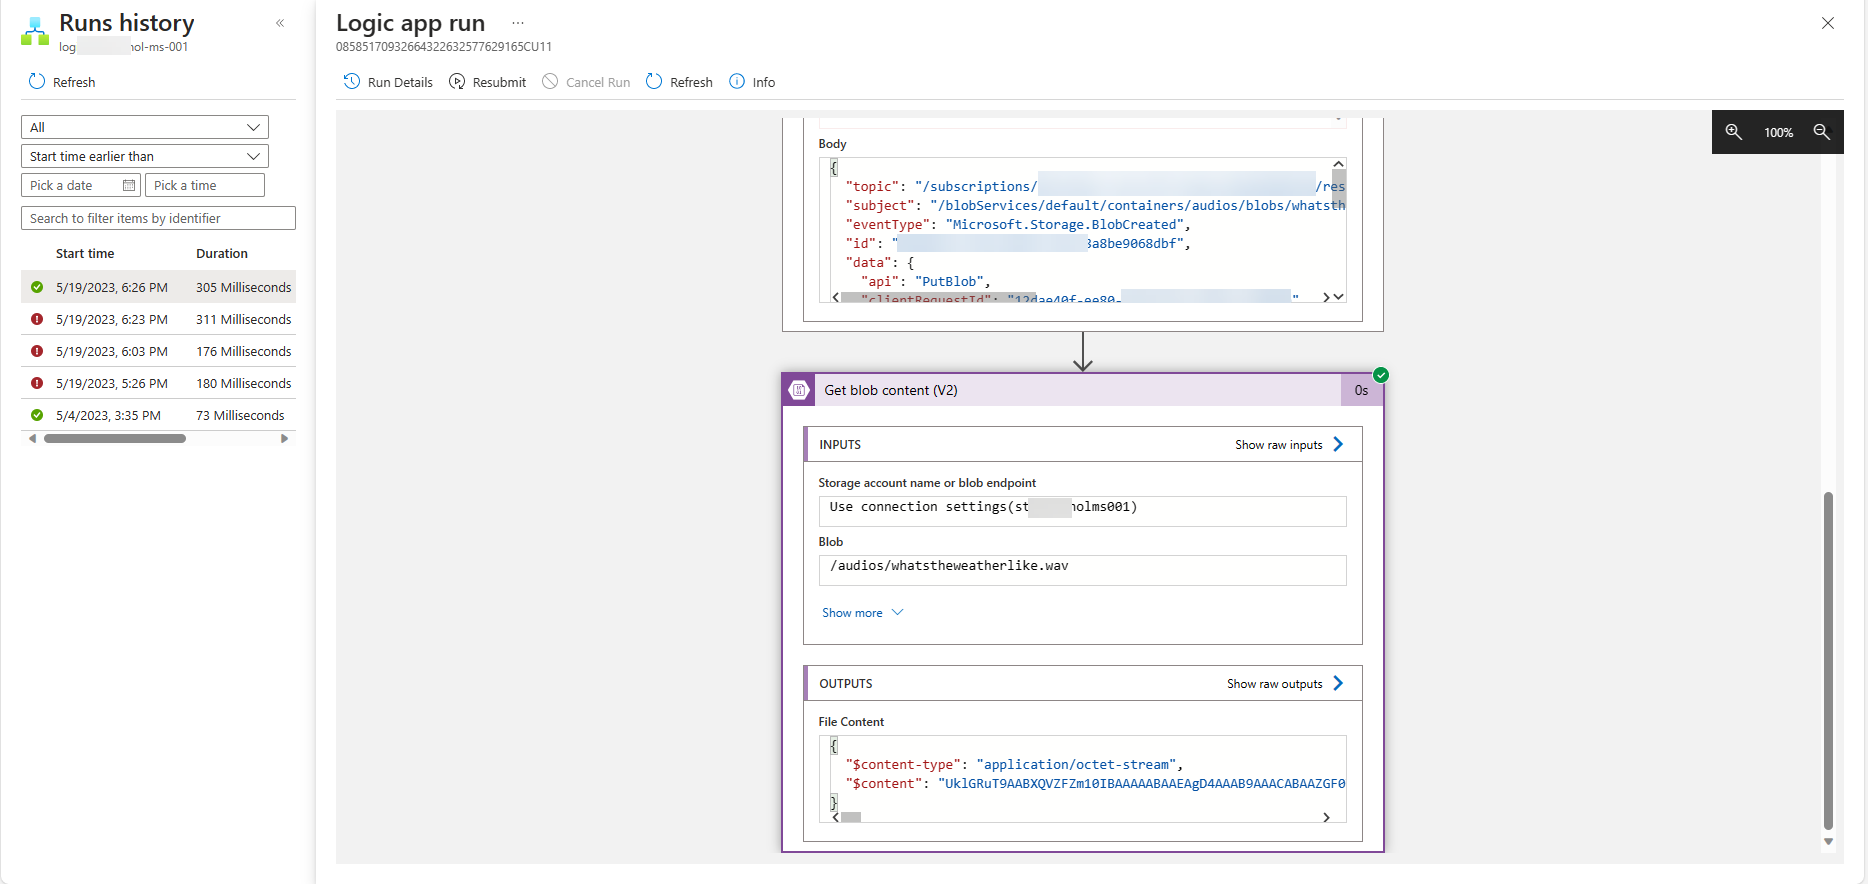 Runs history
«
log nol-ms-001
Refresh
All
Start time earlier than
Pick a date
Pick a time
Search to filter items by identifier
Start time Duration
5/19/2023, 6:26 PM 305 Milliseconds
5/19/2023, 6:23 PM 311 Milliseconds
5/19/2023, 6:03 PM 176 Milliseconds
5/19/2023, 5:26 PM 180 Milliseconds
5/4/2023, 3:35 PM 73 Milliseconds
Logic app run ...
08585170932664322632577629165CU11
Run Details Resubmit Cancel Run Refresh Info
100%
Body
{
"topic": "/subscriptions/ /res
"subject": "/blobServices/default/containers/audios/blobs/whatsth
"eventType": "Microsoft.Storage.BlobCreated",
"id": " 8a8be9068dbf",
"data": {
"api": "PutBlob",
"clientRequestId": "12dae40f-ee80- "
Get blob content (V2) 0s
INPUTS Show raw inputs
Storage account name or blob endpoint
Use connection settings(st nolms001)
Blob
/audios/whatstheweatherlike.wav
Show more
OUTPUTS Show raw outputs
File Content
{
"$content-type": "application/octet-stream",
"$content": "UklGRuT9AABXQVZFZm10IBAAAAABAAEAgD4AAAB9AAACABAAZGF0
}